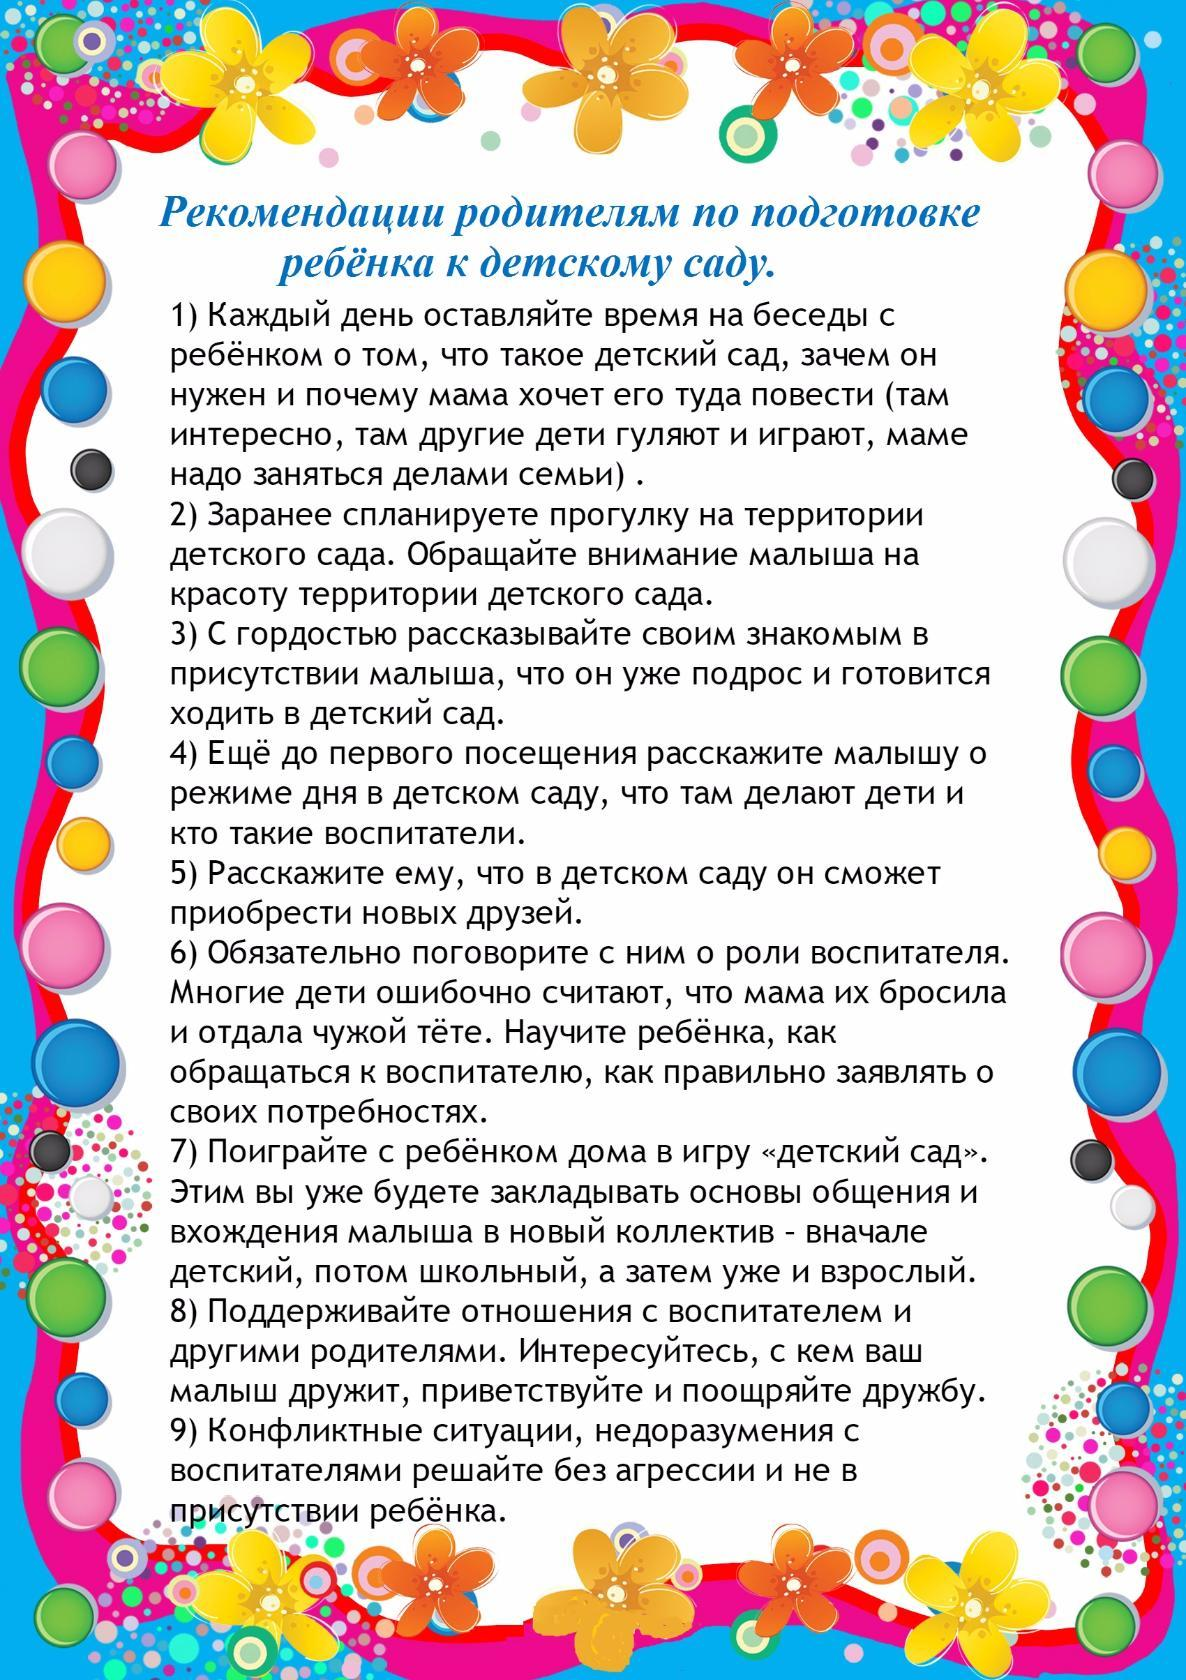 Рекомендации родителям по подготовке
ребёнка к детскому саду.
1) Каждый день оставляйте время на беседы с
ребёнком о том, что такое детский сад, зачем он
нужен и почему мама хочет его туда повести (там
интересно, там другие дети гуляют и играют, маме
надо заняться делами семьи) .
2) Заранее спланируете прогулку на территории
детского сада. Обращайте внимание малыша на
красоту территории детского сада.
3) С гордостью рассказывайте своим знакомым в
присутствии малыша, что он уже подрос и готовится
ходить в детский сад.
4) Ещё до первого посещения расскажите малышу о
режиме дня в детском саду, что там делают дети и
кто такие воспитатели.
5) Расскажите ему, что в детском саду он сможет
приобрести новых друзей.
6) Обязательно поговорите с ним о роли воспитателя.
Многие дети ошибочно считают, что мама их бросила
и отдала чужой тёте. Научите ребёнка, как
обращаться к воспитателю, как правильно заявлять о
своих потребностях.
7) Поиграйте с ребёнком дома в игру «детский сад».
Этим вы уже будете закладывать основы общения и
вхождения малыша в новый коллектив - вначале
детский, потом школьный, а затем уже и взрослый.
8) Поддерживайте отношения с воспитателем и
другими родителями. Интересуйтесь, с кем ваш
малыш дружит, приветствуйте и поощряйте дружбу.
9) Конфликтные ситуации, недоразумения с
воспитателями решайте без агрессии и не в
присутствии ребёнка.